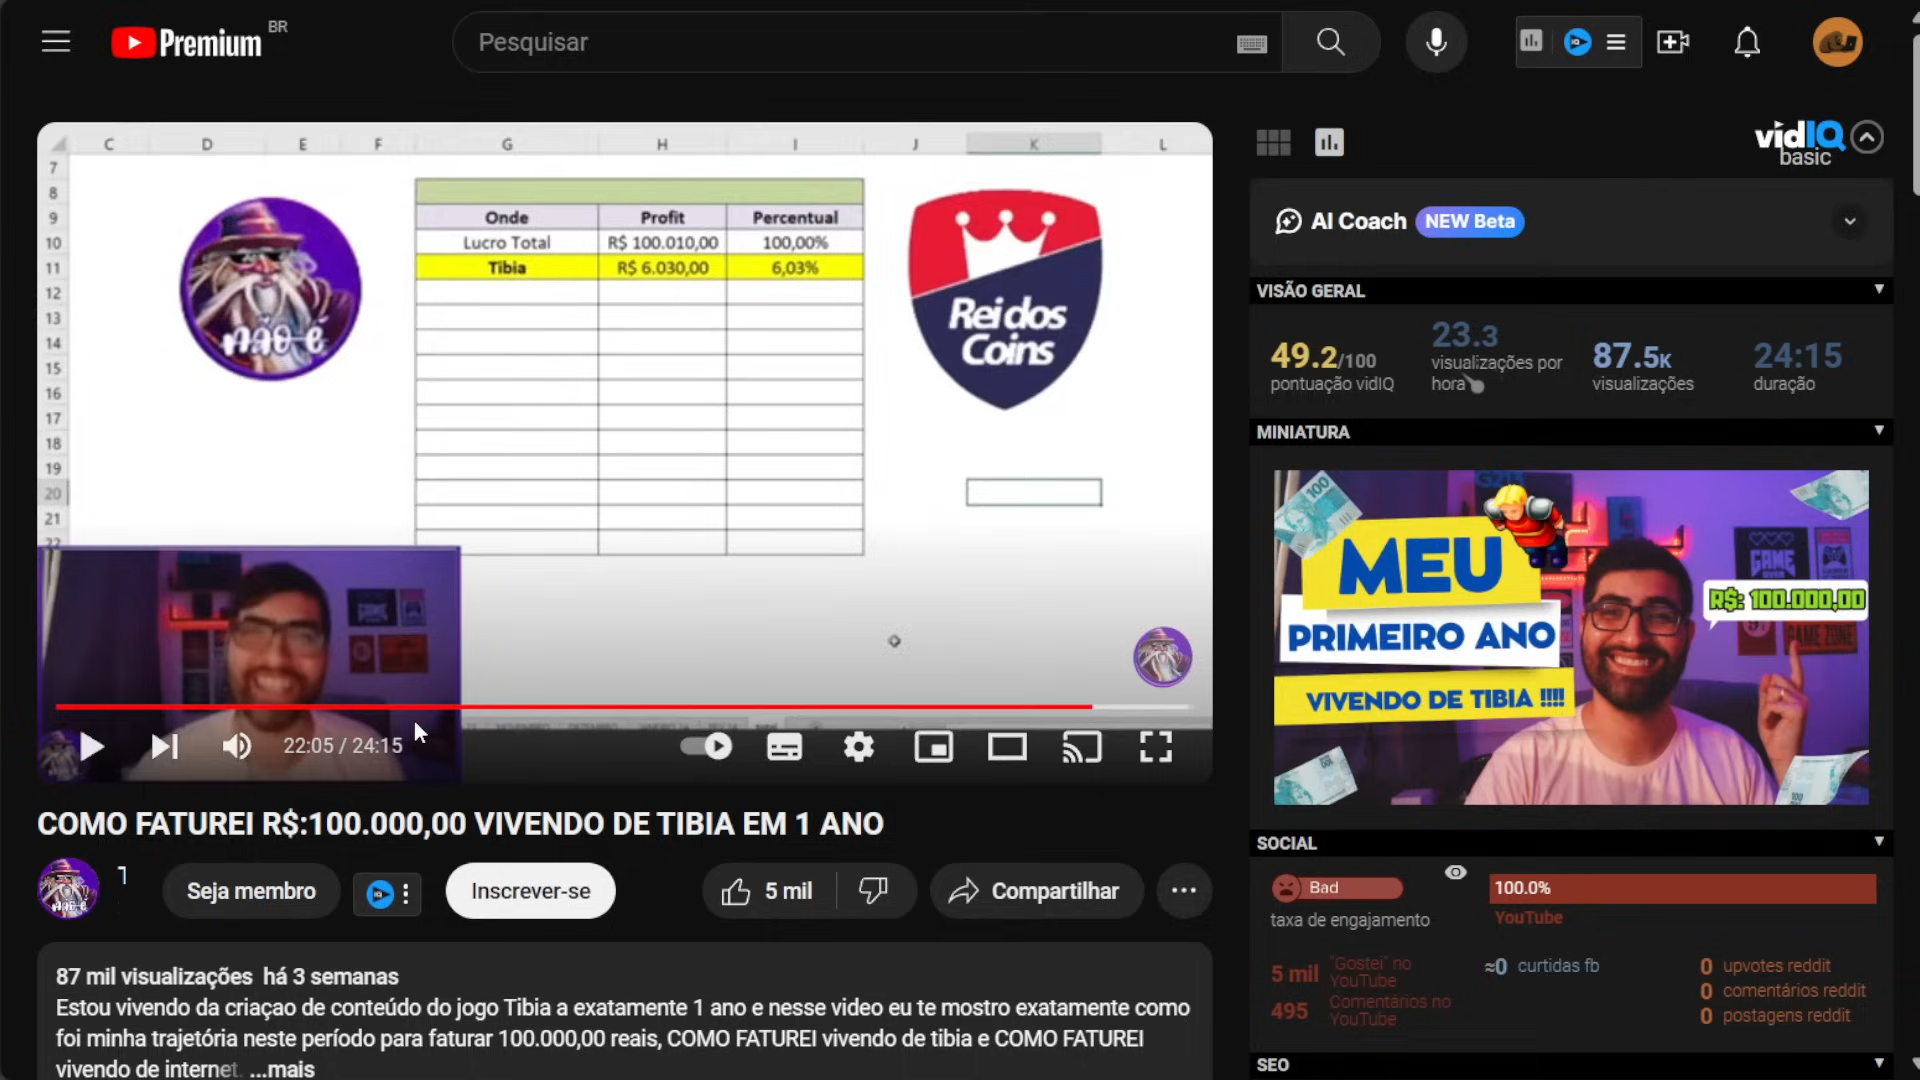 Premium BR
Pesquisar
C D E F G H I J K L
7
8
9 Onde Profit Percentual
10 Lucro Total R$ 100.010,00 100,00%
11 Tibia R$ 6.030,00 6,03%
12
13
14
15
16
17
18
19
20
21
22
NÃO É
Rei dos
Coins
22:05 / 24:15
COMO FATUREI R$:100.000,00 VIVENDO DE TIBIA EM 1 ANO
Seja membro
Inscrever-se
5 mil
Compartilhar
87 mil visualizações há 3 semanas
Estou vivendo da criaçao de conteúdo do jogo Tibia a exatamente 1 ano e nesse video eu te mostro exatamente como
foi minha trajetória neste período para faturar 100.000,00 reais, COMO FATUREI vivendo de tibia e COMO FATUREI
vivendo de internet. ...mais
vidIQ
basic
AI Coach NEW Beta
VISÃO GERAL
49.2/100
pontuação vidIQ
23.3
visualizações por
hora
87.5K
visualizações
24:15
duração
MINIATURA
100
MEU
PRIMEIRO ANO
VIVENDO DE TIBIA !!!!
R$: 100.000,00
GAME
GAME ZONE
SOCIAL
Bad
taxa de engajamento
100.0%
YouTube
5 mil "Gostei" no
YouTube
495 Comentários no
YouTube
≈0 curtidas fb
0 upvotes reddit
0 comentários reddit
0 postagens reddit
SEO